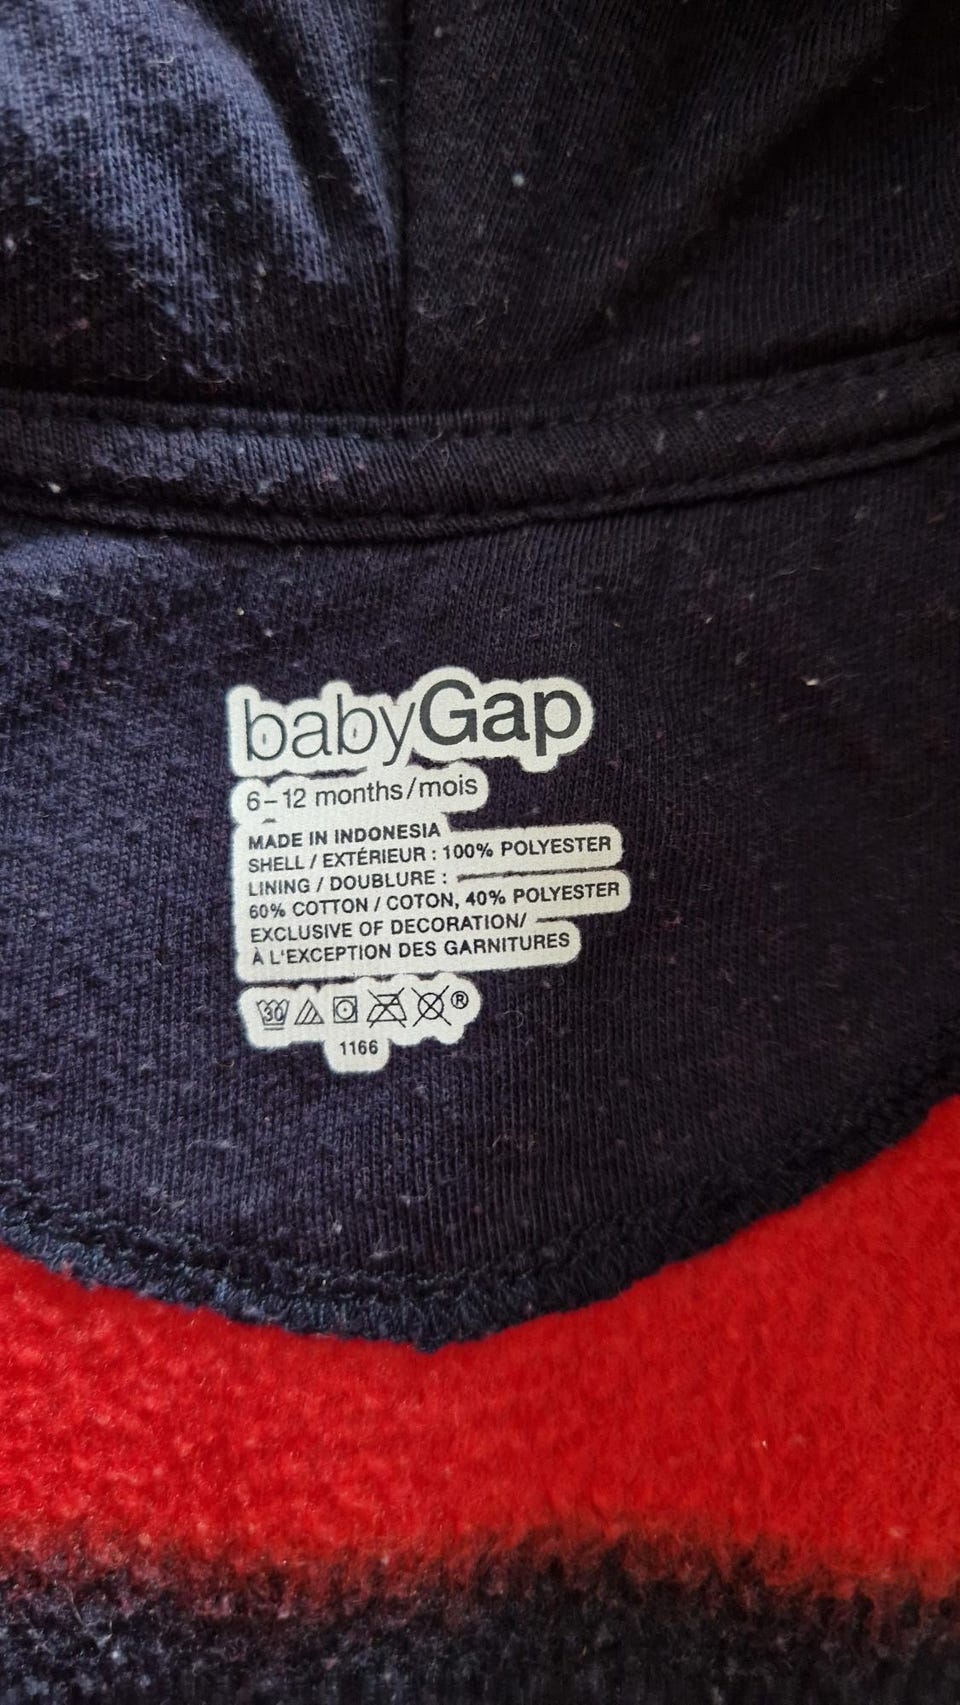 babyGap
6–12 months/mois
MADE IN INDONESIA
SHELL / EXTÉRIEUR : 100% POLYESTER
LINING / DOUBLURE :
60% COTTON / COTON, 40% POLYESTER
EXCLUSIVE OF DECORATION/
À L'EXCEPTION DES GARNITURES
30 ®
1166